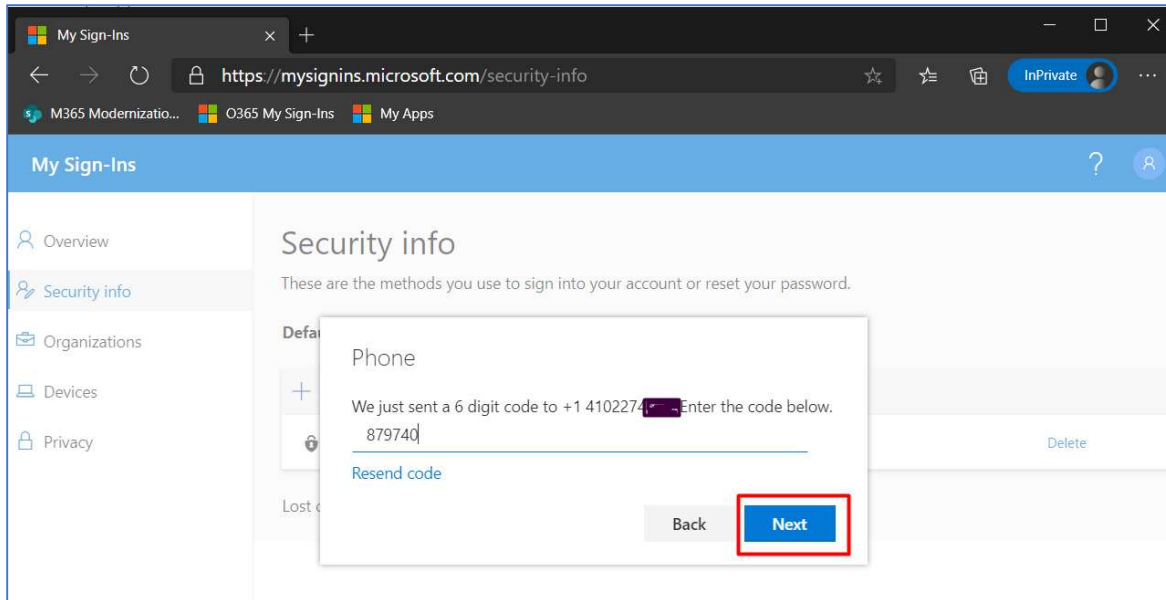 My Sign-Ins
https://mysignins.microsoft.com/security-info
InPrivate
M365 Modernizatio... O365 My Sign-Ins My Apps
My Sign-Ins
?
Overview
Security info
Organizations
Devices
Privacy
Security info
These are the methods you use to sign into your account or reset your password.
Defau
Phone
We just sent a 6 digit code to +1 4102274 Enter the code below.
879740
Resend code
Back Next
Delete
Lost